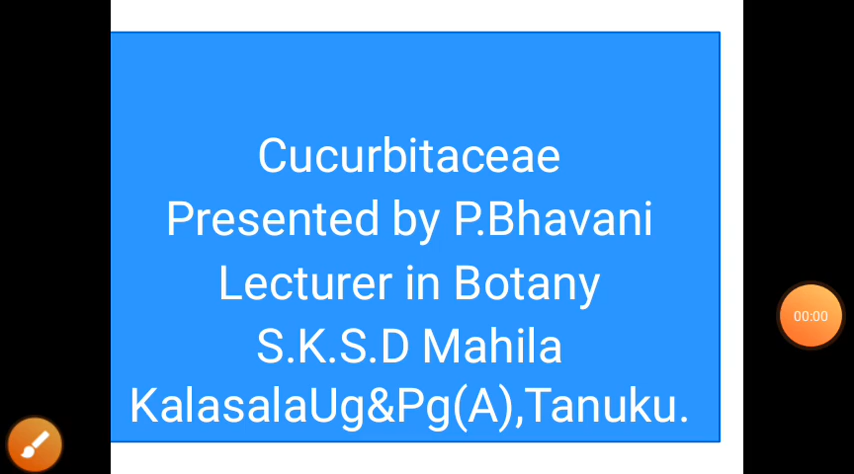 Cucurbitaceae
Presented by P.Bhavani
Lecturer in Botany
S.K.S.D Mahila
KalasalaUg&Pg(A),Tanuku.
00:00